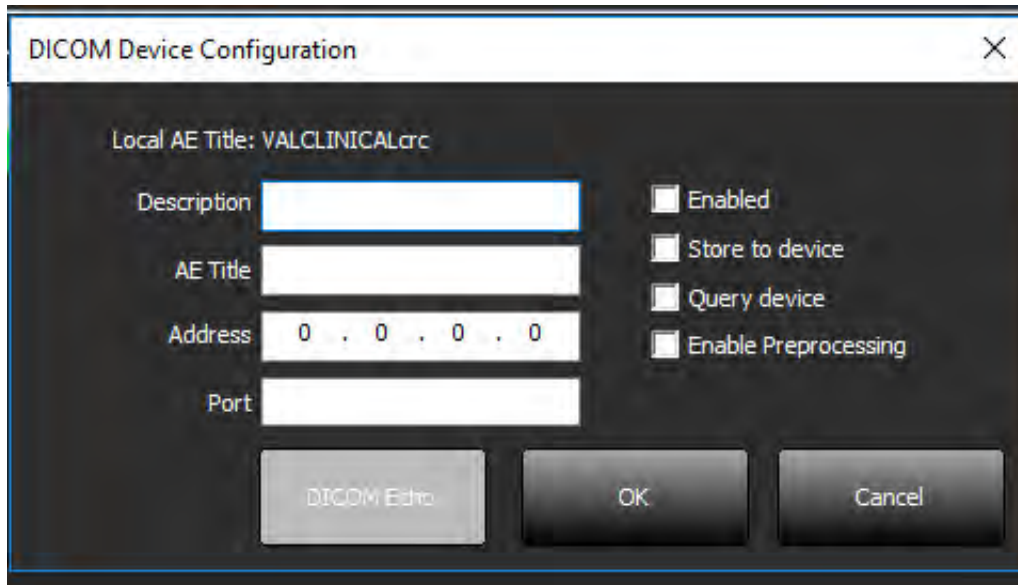 DICOM Device Configuration
Local AE Title: VALCLINICALcrc
Description
Enabled
AE Title
Store to device
Query device
Address 0 . 0 . 0 . 0
Enable Preprocessing
Port
DICOM Echo
OK
Cancel